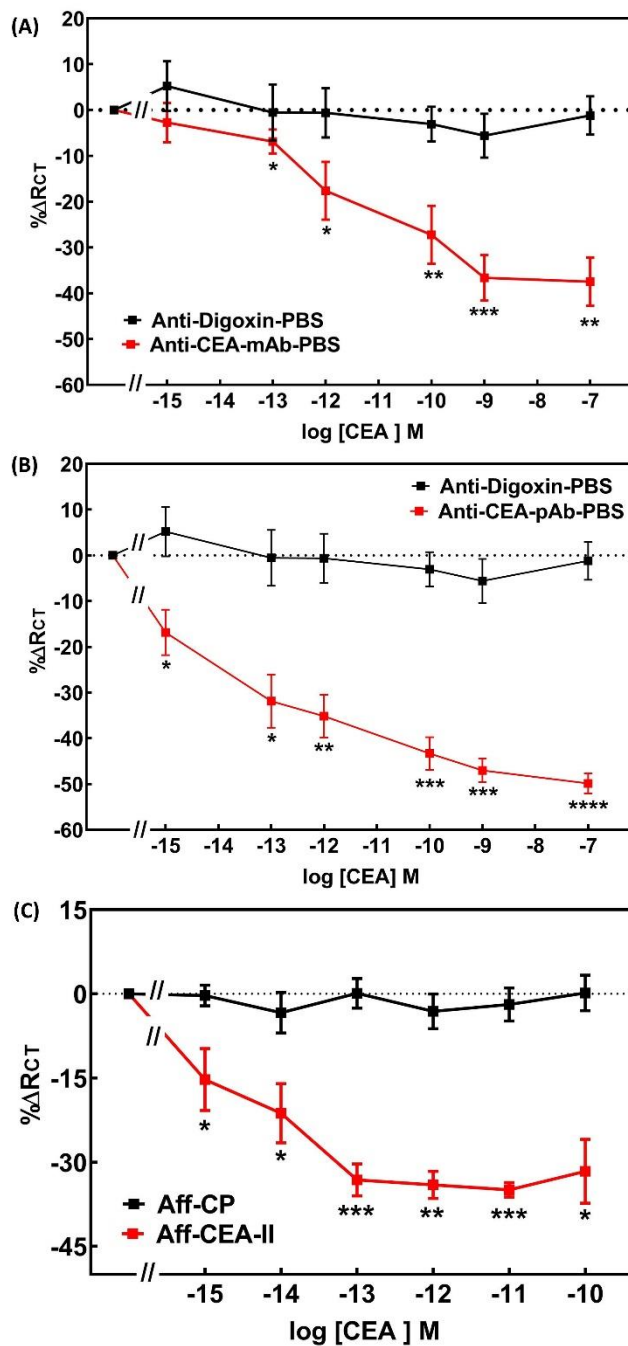 (A)
20
10
0
-10
-20
-30
-40
-50
-60
%ΔRCT
//
*
*
**
***
**
Anti-Digoxin-PBS
Anti-CEA-mAb-PBS
//
-15 -14 -13 -12 -11 -10 -9 -8 -7
log [CEA ] M
(B)
20
10
0
-10
-20
-30
-40
-50
-60
%ΔRCT
Anti-Digoxin-PBS
Anti-CEA-pAb-PBS
//
//
*
*
**
***
***
****
//
-15 -13 -12 -11 -10 -9 -8 -7
log [CEA] M
(C)
15
0
-15
-30
-45
%ΔRCT
//
//
*
*
***
**
***
*
Aff-CP
Aff-CEA-II
//
-15 -14 -13 -12 -11 -10
log [CEA ] M